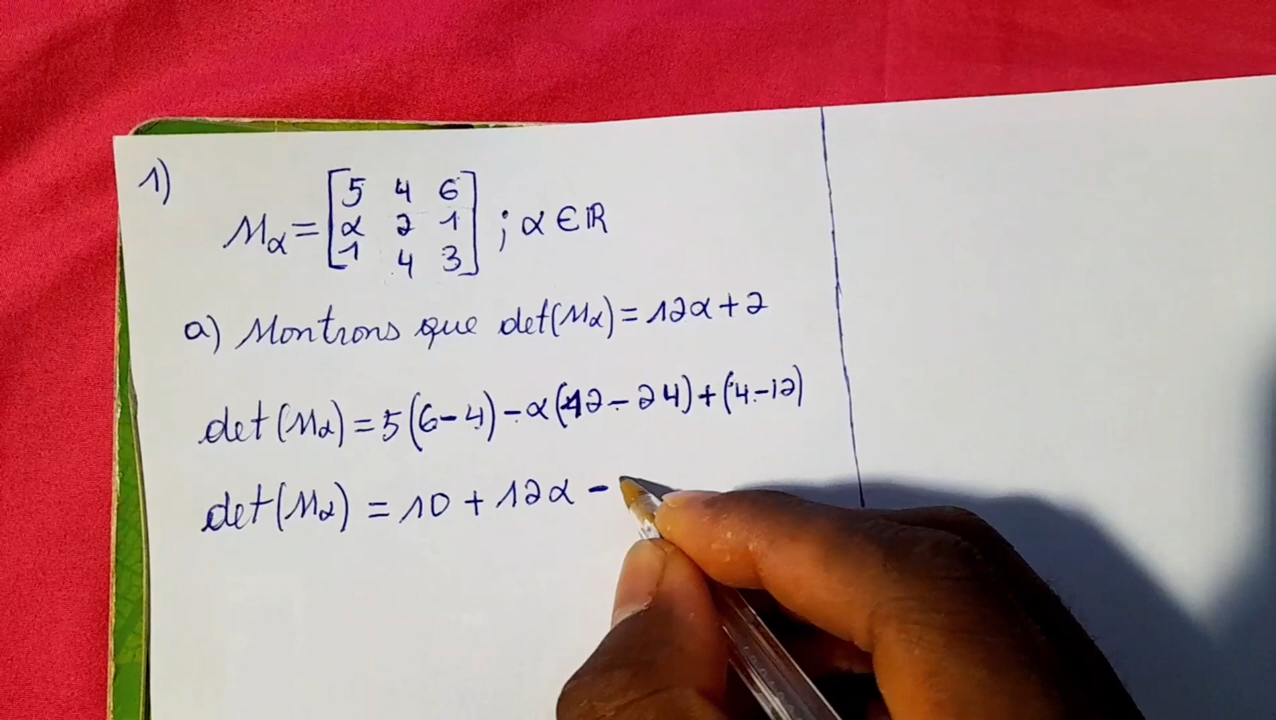 1)
Mα = [5 4 6
α 2 1 ; α ∈ ℝ
1 4 3]
a) Montrons que det(Mα) = 12α + 2
det(Mα) = 5(6-4) - α(12 - 24) + (4-12)
det(Mα) = 10 + 12α -